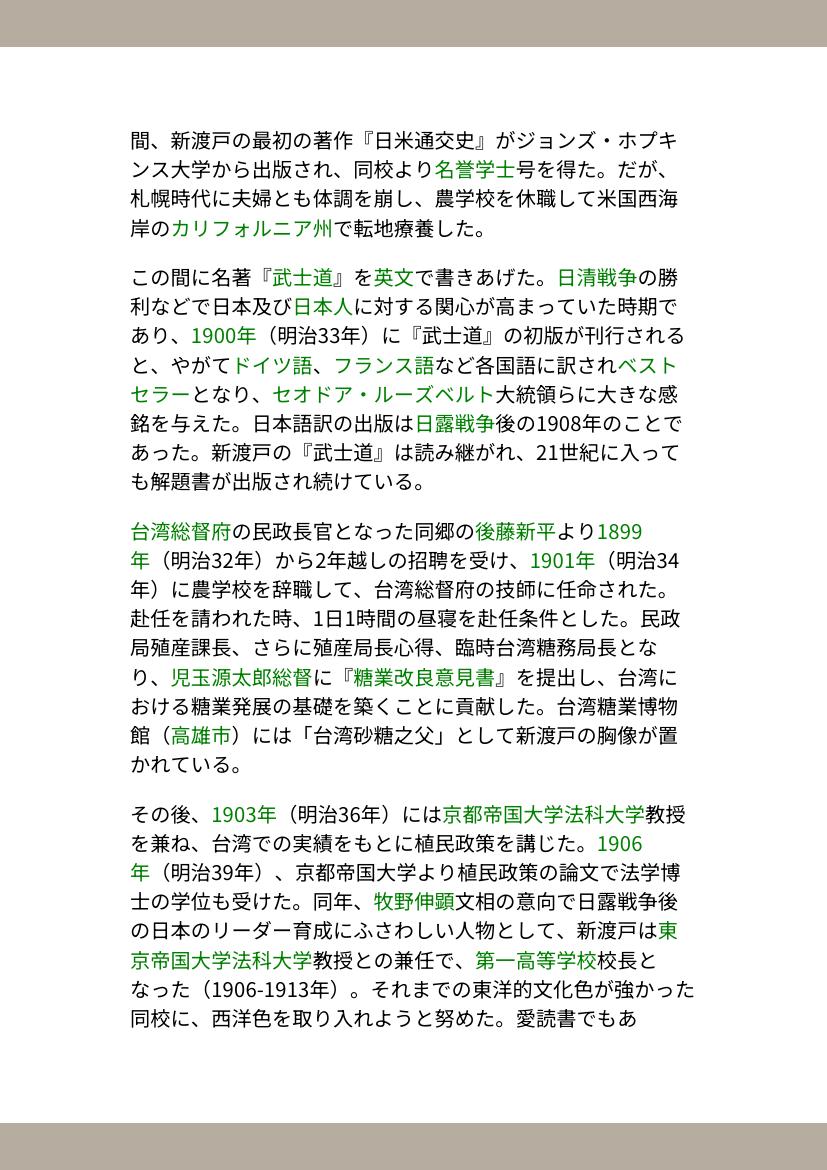 間、新渡戸の最初の著作『日米通交史』がジョンズ・ホプキ
ンス大学から出版され、同校より名誉学士号を得た。だが、
札幌時代に夫婦とも体調を崩し、農学校を休職して米国西海
岸のカリフォルニア州で転地療養した。
この間に名著『武士道』を英文で書きあげた。日清戦争の勝
利などで日本及び日本人に対する関心が高まっていた時期で
あり、1900年（明治33年）に『武士道』の初版が刊行される
と、やがてドイツ語、フランス語など各国語に訳されベスト
セラーとなり、セオドア・ルーズベルト大統領らに大きな感
銘を与えた。日本語訳の出版は日露戦争後の1908年のことで
あった。新渡戸の『武士道』は読み継がれ、21世紀に入って
も解題書が出版され続けている。
台湾総督府の民政長官となった同郷の後藤新平より1899
年（明治32年）から2年越しの招聘を受け、1901年（明治34
年）に農学校を辞職して、台湾総督府の技師に任命された。
赴任を請われた時、1日1時間の昼寝を赴任条件とした。民政
局殖産課長、さらに殖産局長心得、臨時台湾糖務局長とな
り、児玉源太郎総督に『糖業改良意見書』を提出し、台湾に
おける糖業発展の基礎を築くことに貢献した。台湾糖業博物
館（高雄市）には「台湾砂糖之父」として新渡戸の胸像が置
かれている。
その後、1903年（明治36年）には京都帝国大学法科大学教授
を兼ね、台湾での実績をもとに植民政策を講じた。1906
年（明治39年）、京都帝国大学より植民政策の論文で法学博
士の学位も受けた。同年、牧野伸顕文相の意向で日露戦争後
の日本のリーダー育成にふさわしい人物として、新渡戸は東
京帝国大学法科大学教授との兼任で、第一高等学校校長と
なった（1906-1913年）。それまでの東洋的文化色が強かった
同校に、西洋色を取り入れようと努めた。愛読書でもあ